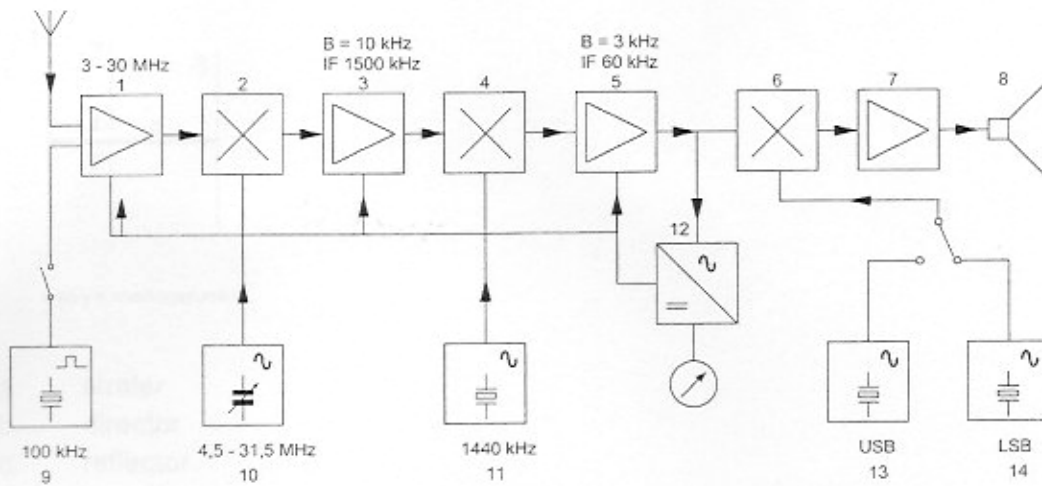 B = 10 kHz
IF 1500 kHz
B = 3 kHz
IF 60 kHz
3 - 30 MHz
1
2
3
4
5
6
7
8
12
100 kHz
9
4,5 - 31,5 MHz
10
1440 kHz
11
USB
13
LSB
14
director
reflector